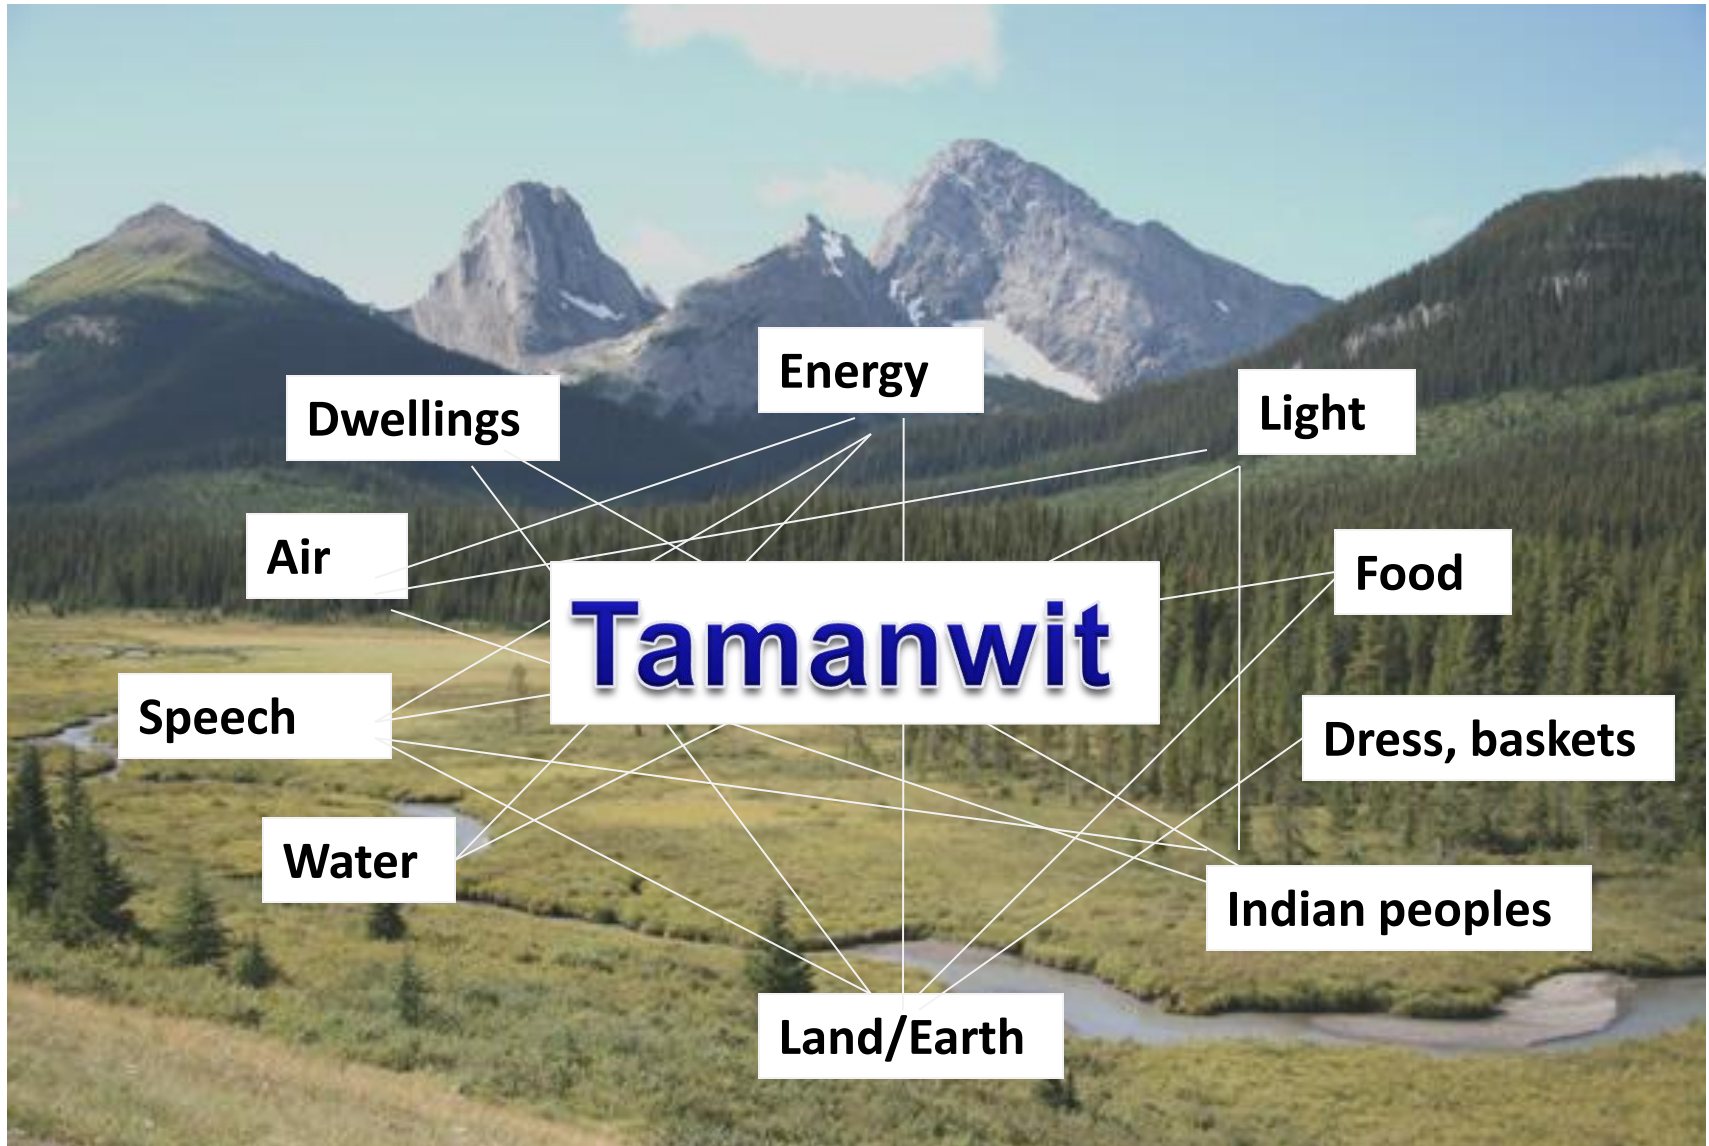 Energy
Dwellings
Light
Air
Food
Tamanwit
Speech
Dress, baskets
Water
Indian peoples
Land/Earth